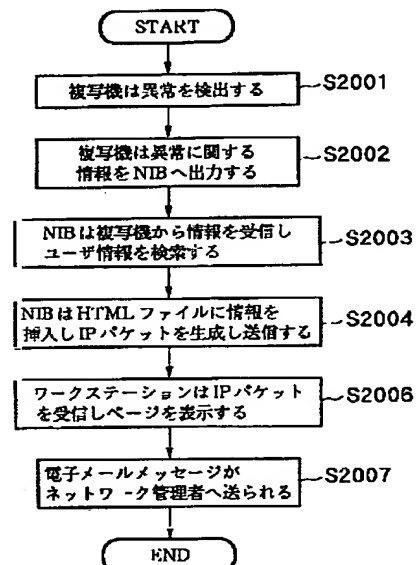 START
複写機は異常を検出する
S2001
複写機は異常に関する
情報をNIBへ出力する
S2002
NIBは複写機から情報を受信し
ユーザ情報を検索する
S2003
NIBはHTMLファイルに情報を
挿入しIPパケットを生成し送信する
S2004
ワークステーションはIPパケット
を受信しページを表示する
S2006
電子メールメッセージが
ネットワーク管理者へ送られる
S2007
END